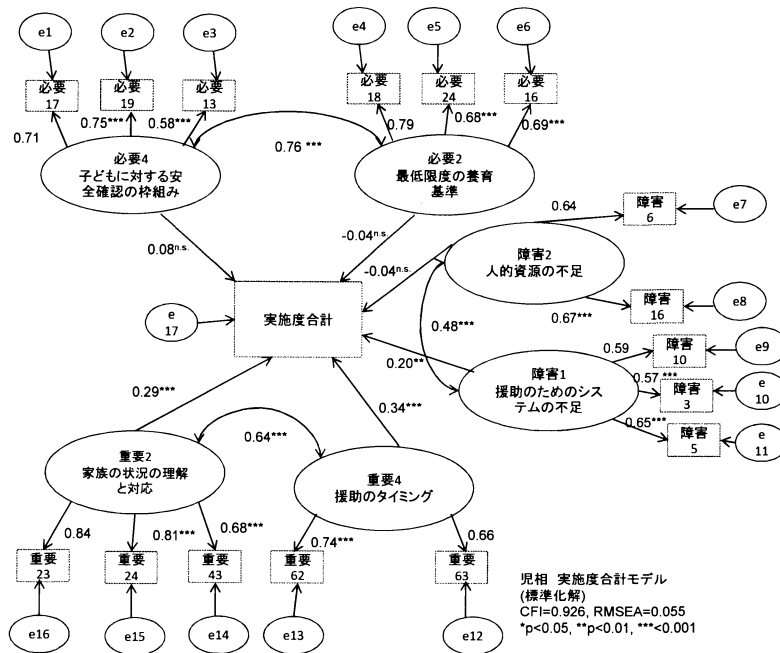 e1
e2
e3
e4
e5
e6
必要
17
必要
19
必要
13
必要
18
必要
24
必要
16
0.71
0.75***
0.58***
0.79
0.68***
0.69***
0.76 ***
必要4
子どもに対する安
全確認の枠組み
必要2
最低限度の養育
基準
0.08n.s.
-0.04n.s.
-0.04n.s.
0.64
障害
6
e7
障害2
人的資源の不足
0.67***
障害
16
e8
e
17
実施度合計
0.48***
0.20**
0.59
障害
10
e9
障害1
援助のためのシス
テムの不足
0.57 ***
障害
3
e
10
0.65***
障害
5
e
11
0.29***
0.34***
0.64***
重要2
家族の状況の理解
と対応
重要4
援助のタイミング
0.84
0.81***
0.68***
0.74***
0.66
重要
23
重要
24
重要
43
重要
62
重要
63
e16
e15
e14
e13
e12
児相 実施度合計モデル
(標準化解)
CFI=0.926, RMSEA=0.055
*p<0.05, **p<0.01, ***<0.001